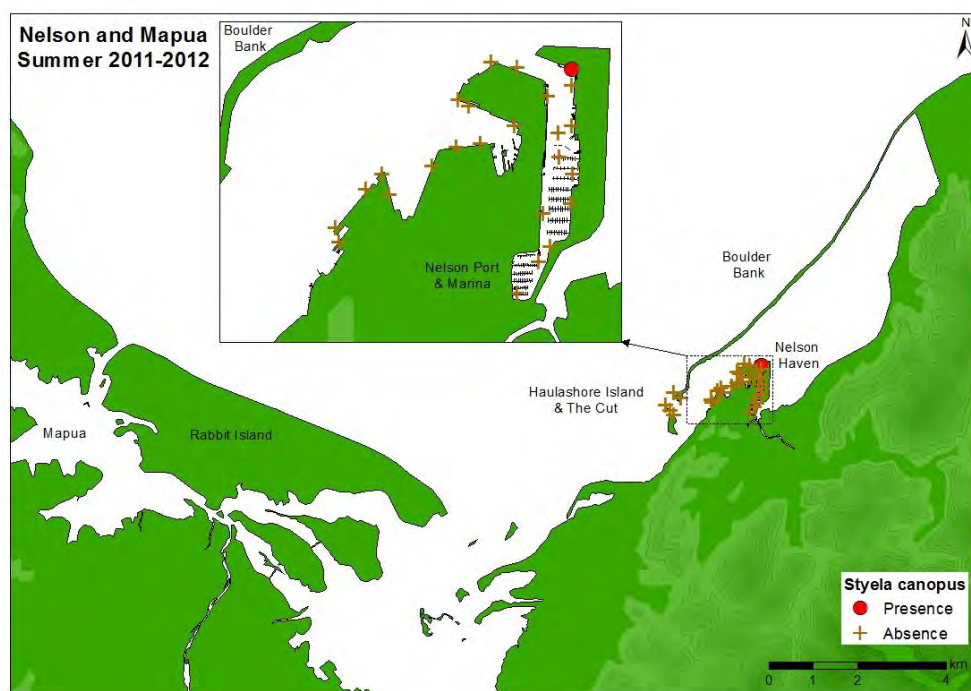 Nelson and Mapua
Summer 2011-2012
Boulder
Bank
N
Nelson Port
& Marina
Boulder
Bank
Nelson
Haven
Haulashore Island
& The Cut
Mapua
Rabbit Island
Styela canopus
Presence
Absence
km
0 1 2 4